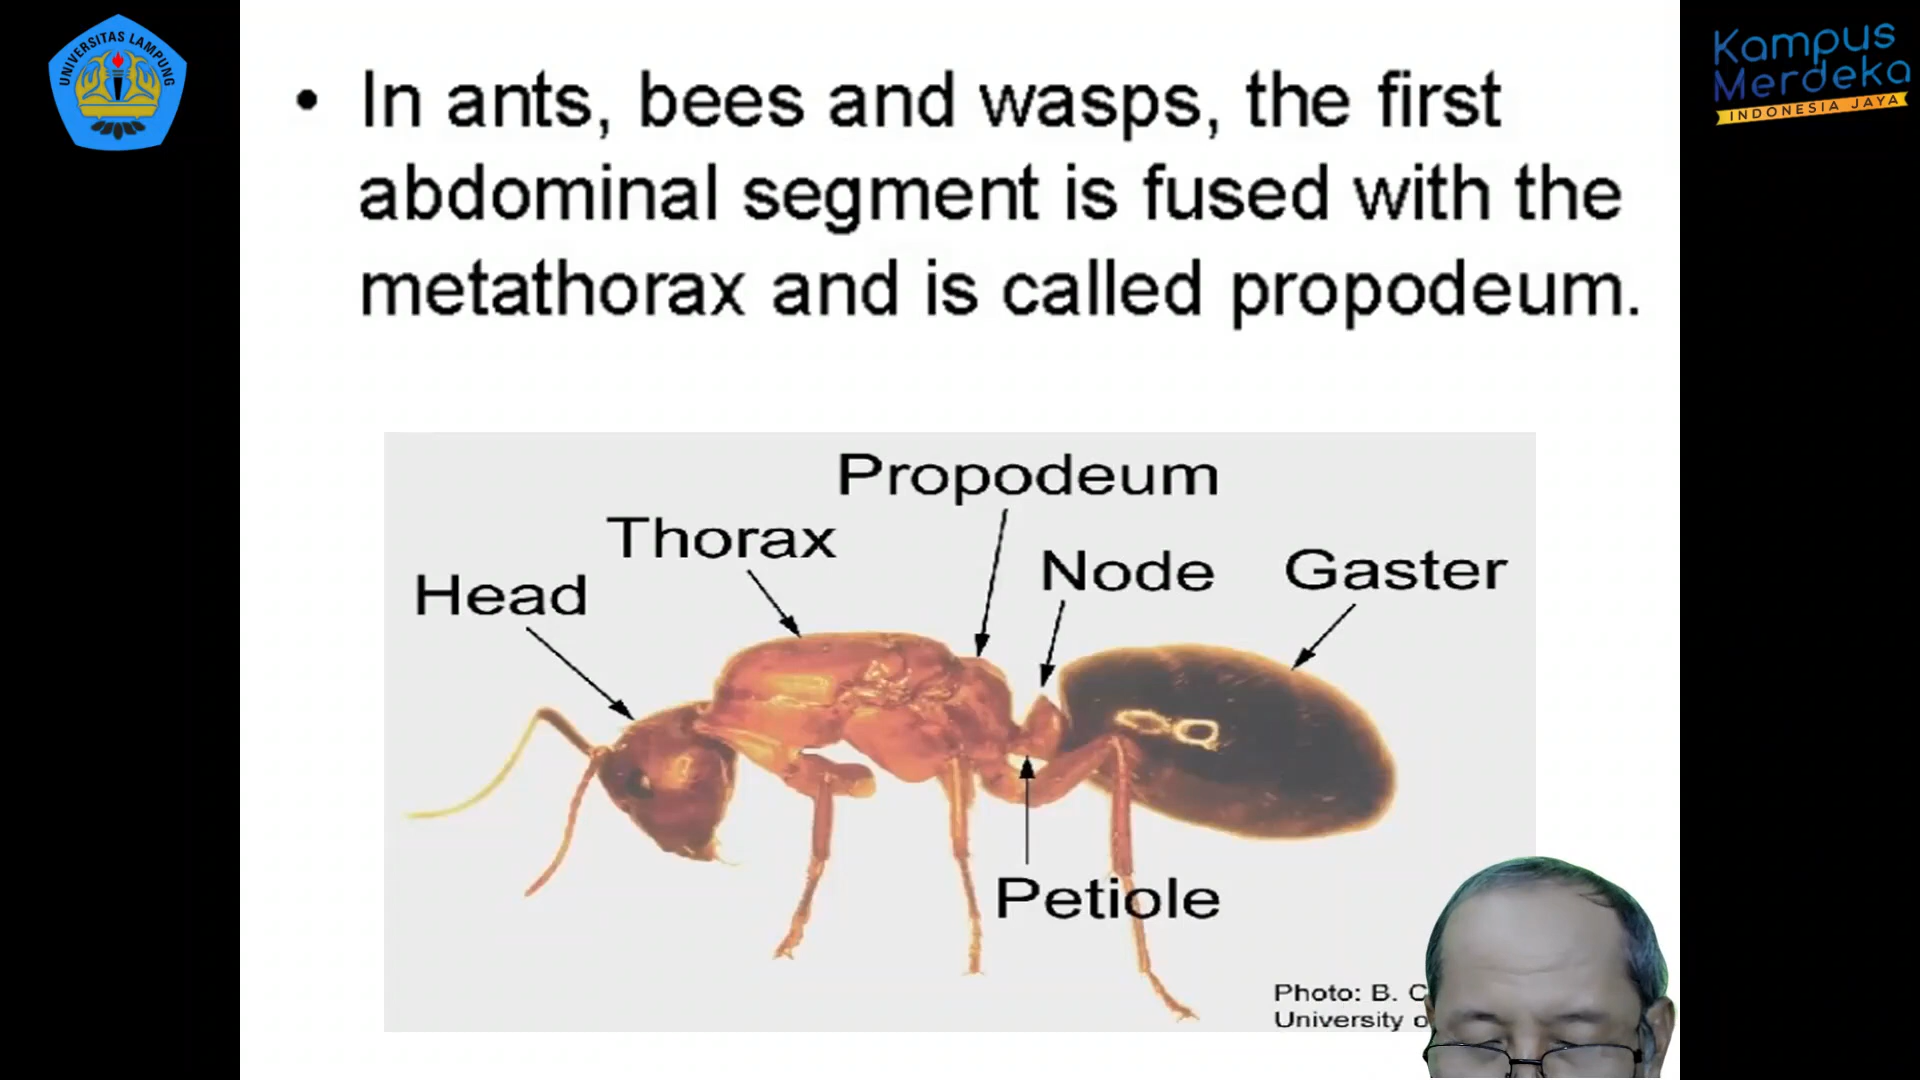 UNIVERSITAS LAMPUNG
Kampus
Merdeka
INDONESIA JAYA
• In ants, bees and wasps, the first
abdominal segment is fused with the
metathorax and is called propodeum.
Propodeum
Thorax
Node
Gaster
Head
Petiole
Photo: B.
University